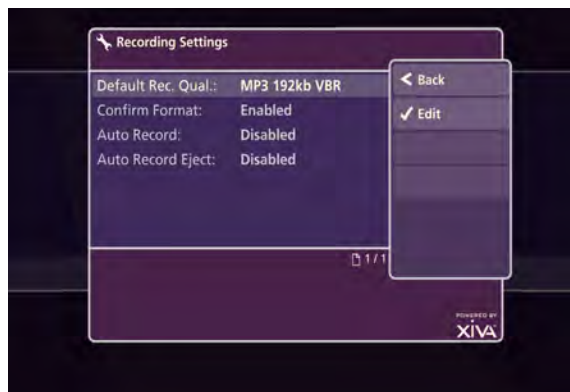 Recording Settings
Default Rec. Qual.: MP3 192kb VBR
Confirm Format: Enabled
Auto Record: Disabled
Auto Record Eject: Disabled
1 / 1
Back
Edit
POWERED BY
XiVA